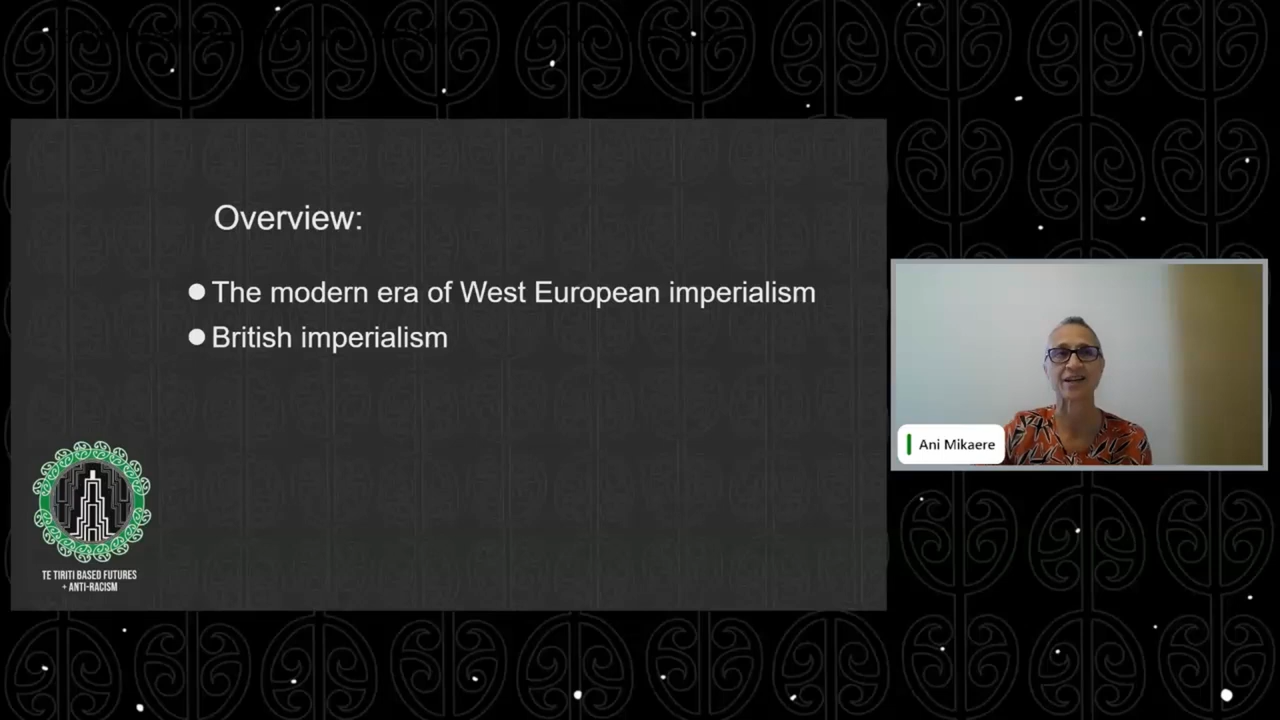 Overview:
The modern era of West European imperialism
British imperialism
Ani Mikaere
TE TIRITI BASED FUTURES
+ ANTI-RACISM